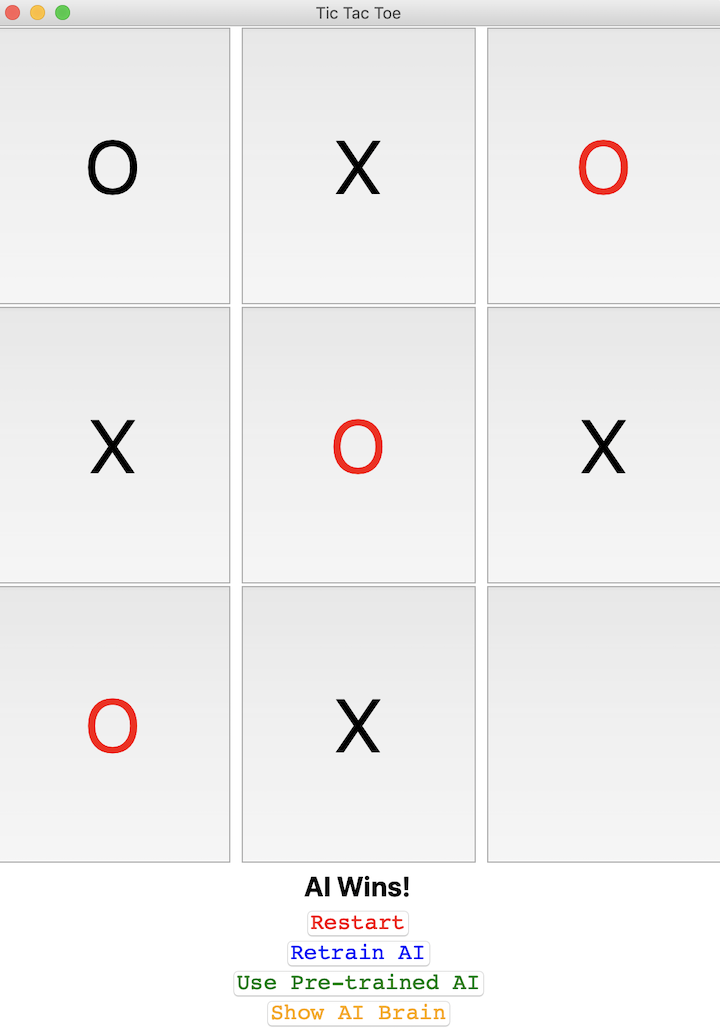 Tic Tac Toe
O X O
X O X
O X
AI Wins!
Restart
Retrain AI
Use Pre-trained AI
Show AI Brain